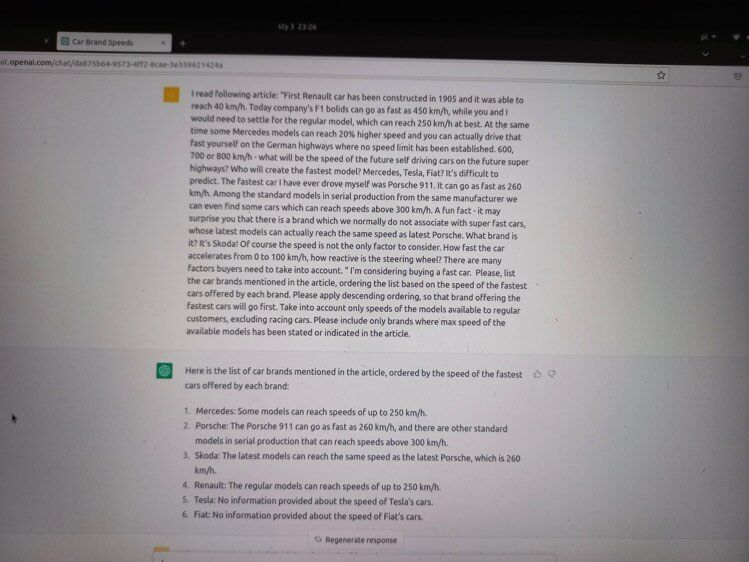 sty 3 23:26
pl
Car Brand Speeds
at.openai.com/chat/da875b64-9573-4ff2-8cae-3e359621424a
I read following article: "First Renault car has been constructed in 1905 and it was able to
reach 40 km/h. Today company's F1 bolids can go as fast as 450 km/h, while you and I
would need to settle for the regular model, which can reach 250 km/h at best. At the same
time some Mercedes models can reach 20% higher speed and you can actually drive that
fast yourself on the German highways where no speed limit has been established. 600,
700 or 800 km/h - what will be the speed of the future self driving cars on the future super
highways? Who will create the fastest model? Mercedes, Tesla, Fiat? It's difficult to
predict. The fastest car I have ever drove myself was Porsche 911. It can go as fast as 260
km/h. Among the standard models in serial production from the same manufacturer we
can even find some cars which can reach speeds above 300 km/h. A fun fact - it may
surprise you that there is a brand which we normally do not associate with super fast cars,
whose latest models can actually reach the same speed as latest Porsche. What brand is
it? It's Skoda! Of course the speed is not the only factor to consider. How fast the car
accelerates from 0 to 100 km/h, how reactive is the steering wheel? There are many
factors buyers need to take into account. " I'm considering buying a fast car. Please, list
the car brands mentioned in the article, ordering the list based on the speed of the fastest
cars offered by each brand. Please apply descending ordering, so that brand offering the
fastest cars will go first. Take into account only speeds of the models available to regular
customers, excluding racing cars. Please include only brands where max speed of the
available models has been stated or indicated in the article.
Here is the list of car brands mentioned in the article, ordered by the speed of the fastest
cars offered by each brand:
1. Mercedes: Some models can reach speeds of up to 250 km/h.
2. Porsche: The Porsche 911 can go as fast as 260 km/h, and there are other standard
models in serial production that can reach speeds above 300 km/h.
3. Skoda: The latest models can reach the same speed as the latest Porsche, which is 260
km/h.
4. Renault: The regular models can reach speeds of up to 250 km/h.
5. Tesla: No information provided about the speed of Tesla's cars.
6. Fiat: No information provided about the speed of Fiat's cars.
Regenerate response